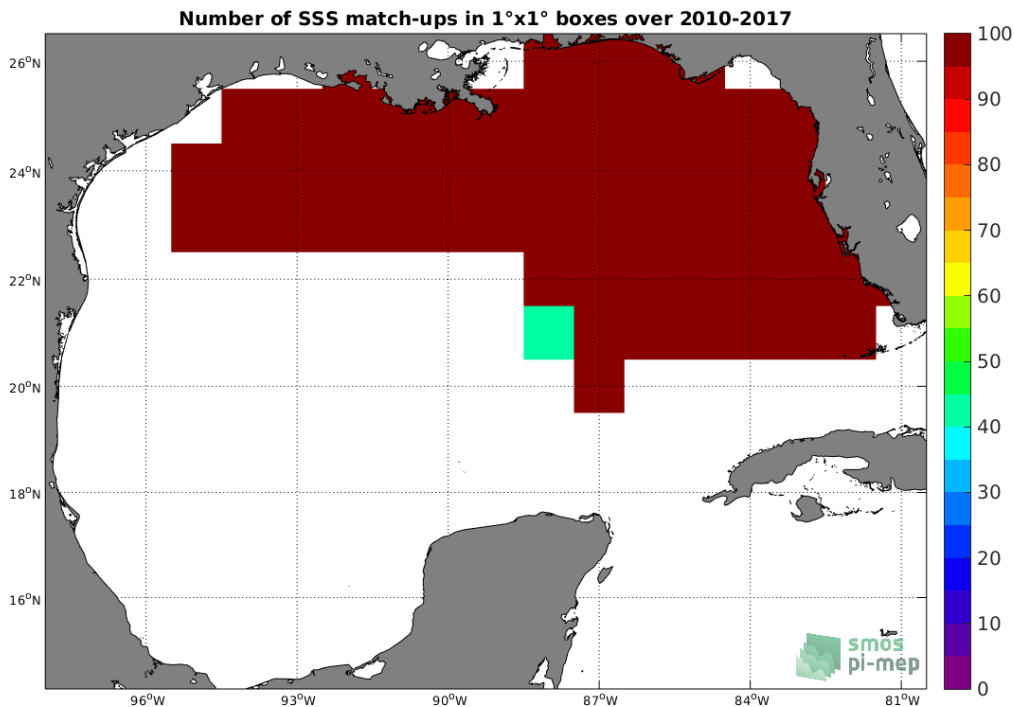 Number of SSS match-ups in 1°x1° boxes over 2010-2017
26°N
24°N
22°N
20°N
18°N
16°N
96°W
93°W
90°W
87°W
84°W
81°W
100
90
80
70
60
50
40
30
20
10
0
smos
pi-mep